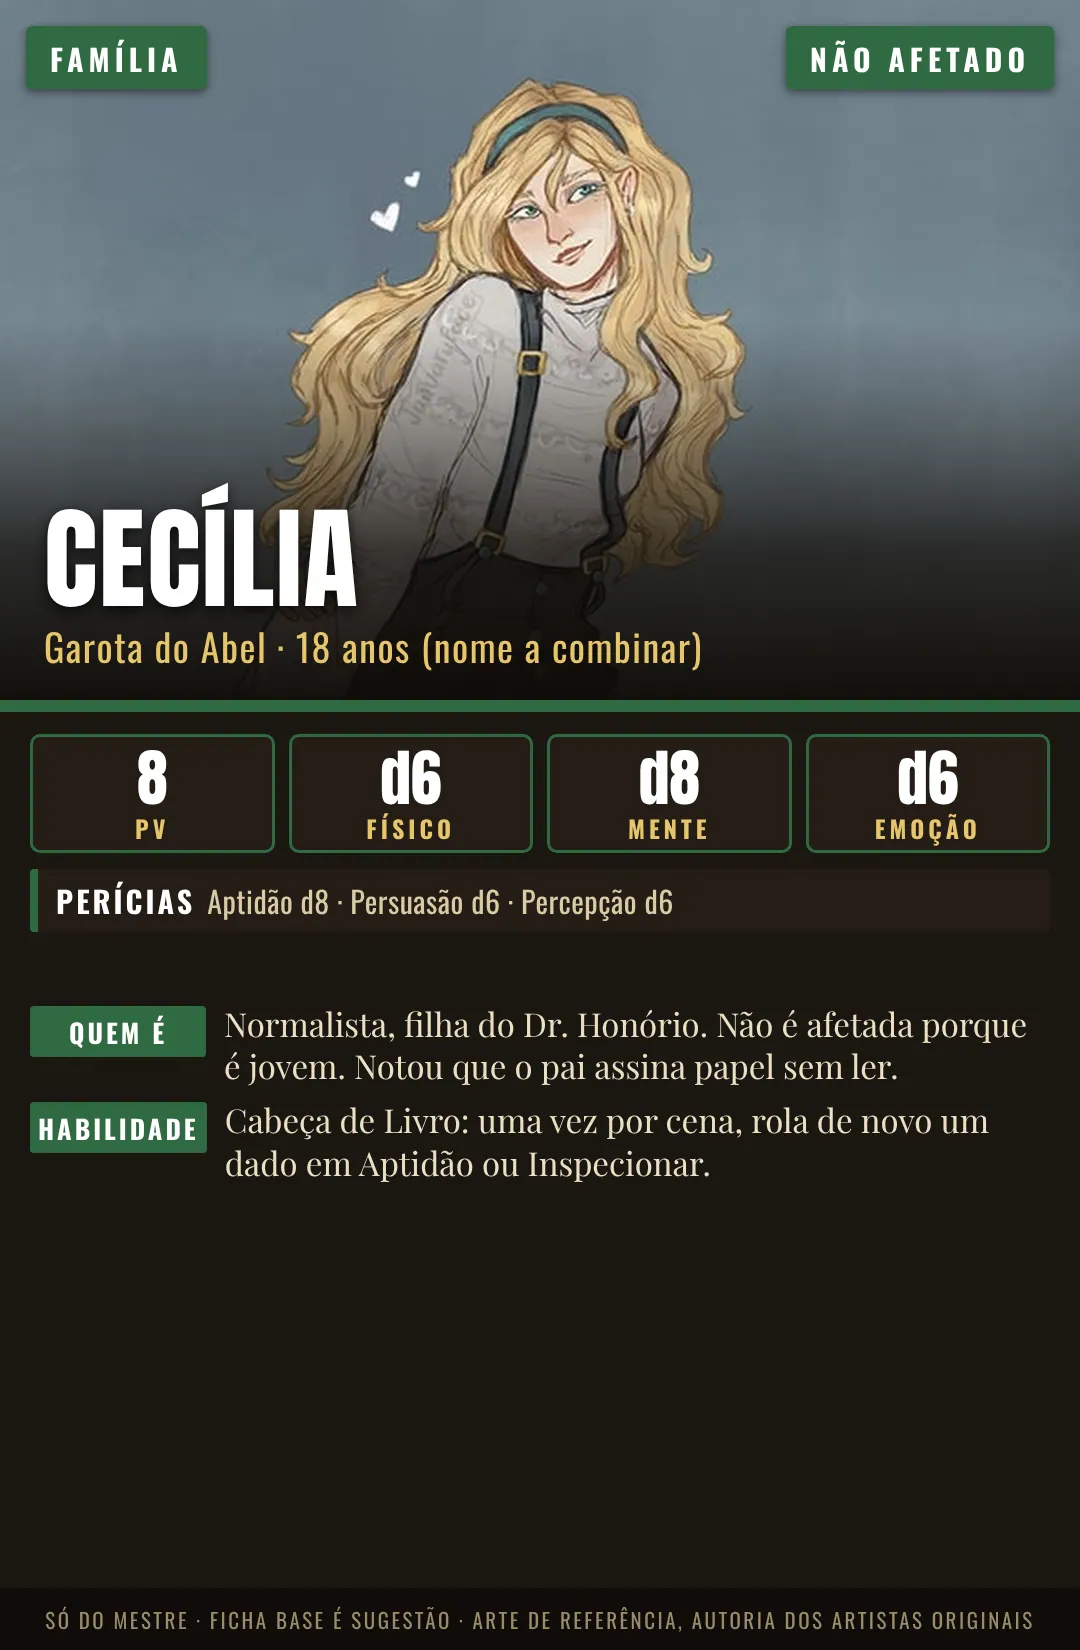 FAMÍLIA
NÃO AFETADO
CECÍLIA
Garota do Abel · 18 anos (nome a combinar)
8
PV
d6
FÍSICO
d8
MENTE
d6
EMOÇÃO
PERÍCIAS Aptidão d8 · Persuasão d6 · Percepção d6
QUEM É
Normalista, filha do Dr. Honório. Não é afetada porque
é jovem. Notou que o pai assina papel sem ler.
HABILIDADE
Cabeça de Livro: uma vez por cena, rola de novo um
dado em Aptidão ou Inspecionar.
SÓ DO MESTRE · FICHA BASE É SUGESTÃO · ARTE DE REFERÊNCIA, AUTORIA DOS ARTISTAS ORIGINAIS